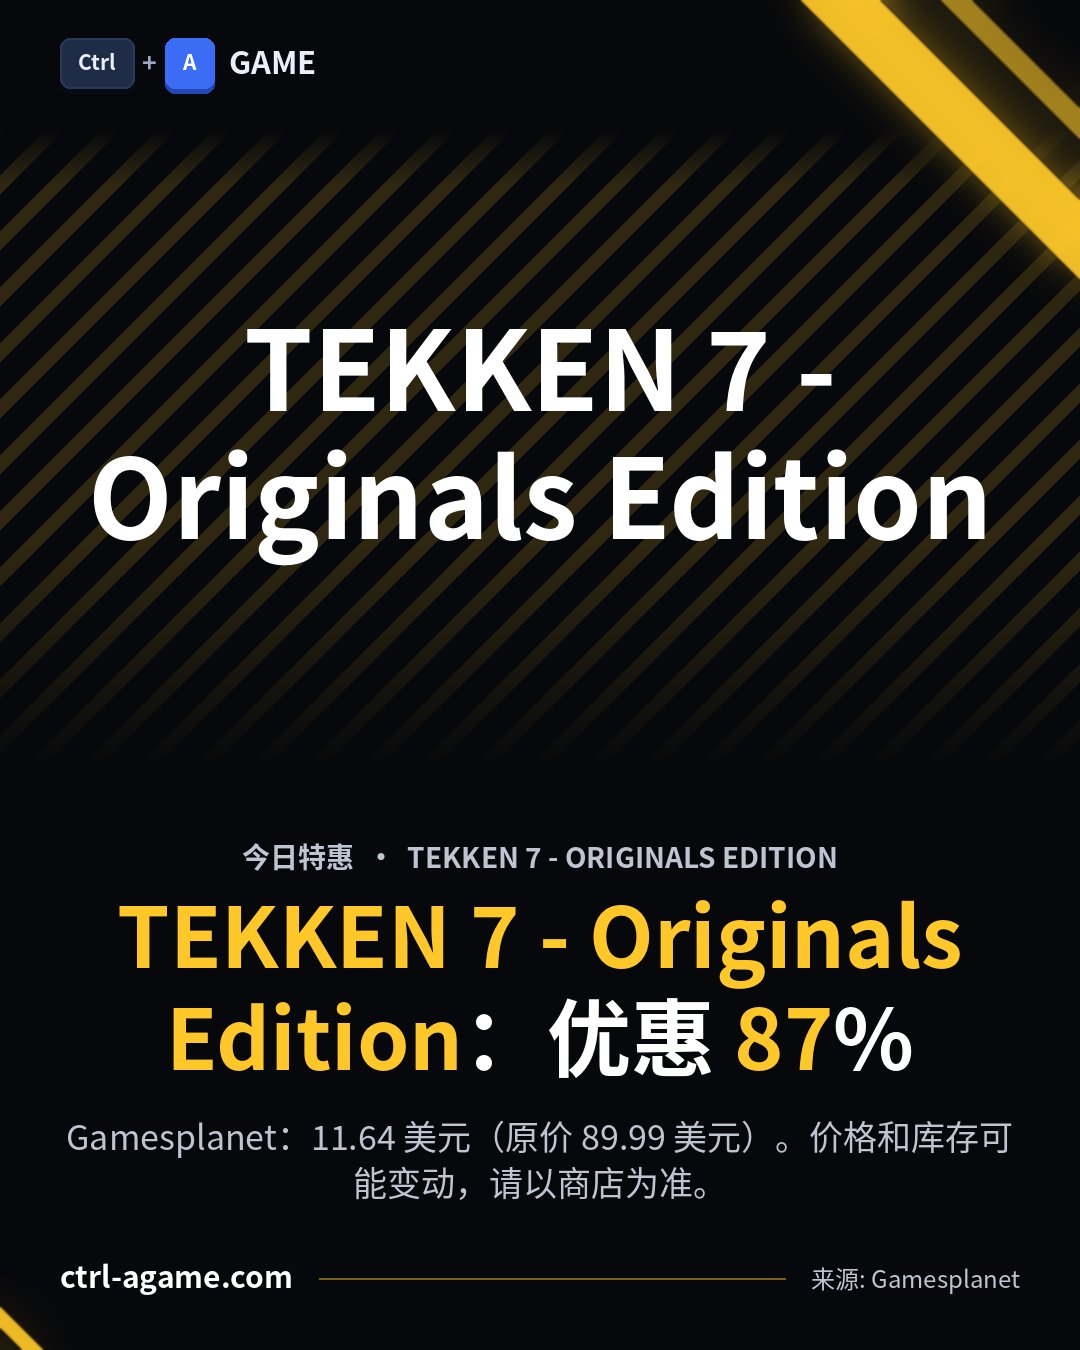 Ctrl + A GAME
TEKKEN 7 -
Originals Edition
今日特惠 • TEKKEN 7 - ORIGINALS EDITION
TEKKEN 7 - Originals
Edition：优惠 87%
Gamesplanet：11.64 美元（原价 89.99 美元）。价格和库存可
能变动，请以商店为准。
ctrl-agame.com
来源: Gamesplanet